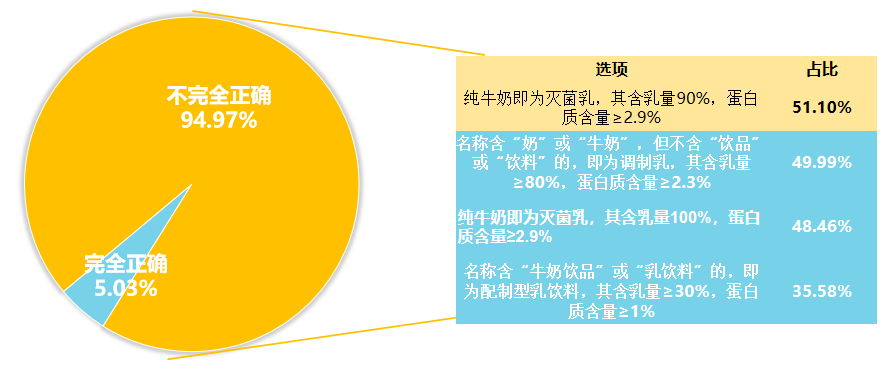 不完全正确
94.97%
完全正确
5.03%
选项 占比
纯牛奶即为灭菌乳，其含乳量90%，蛋白
质含量≥2.9%
51.10%
名称含“奶”或“牛奶”，但不含“饮品”
或“饮料”的，即为调制乳，其含乳量
≥80%，蛋白质含量≥2.3%
49.99%
纯牛奶即为灭菌乳，其含乳量100%，蛋白
质含量≥2.9%
48.46%
名称含“牛奶饮品”或“乳饮料”的，即
为配制型乳饮料，其含乳量≥30%，蛋白
质含量≥1%
35.58%